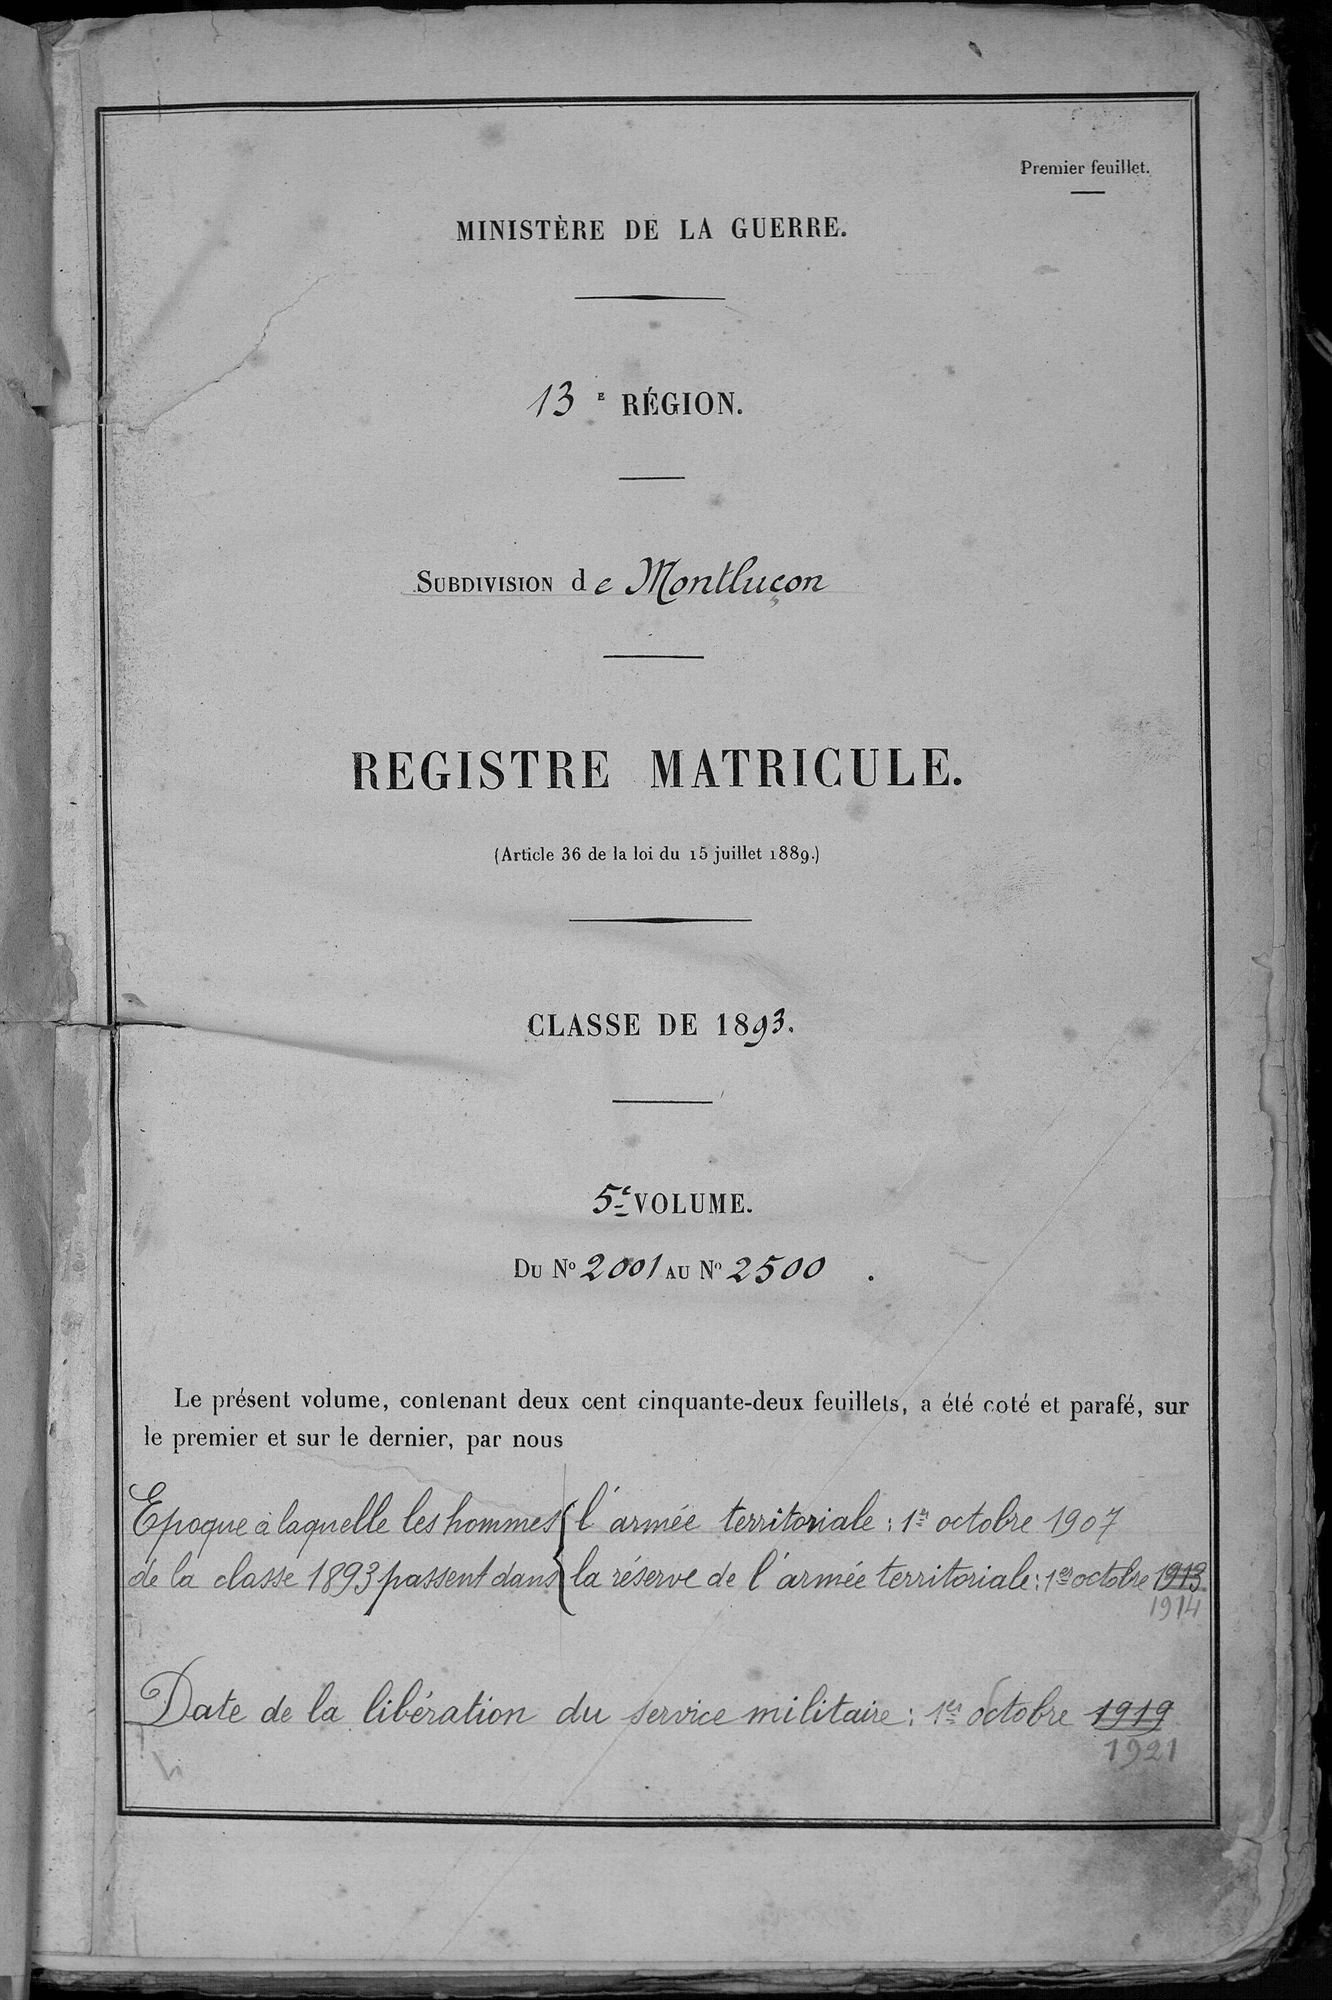 Premier feuillet.
MINISTÈRE DE LA GUERRE.
13 E RÉGION.
SUBDIVISION de Montluçon
REGISTRE MATRICULE.
(Article 36 de la loi du 15 juillet 1889.)
CLASSE DE 1893.
5e VOLUME.
DU No 2001 AU No 2500.
Le présent volume, contenant deux cent cinquante-deux feuillets, a été coté et parafé, sur
le premier et sur le dernier, par nous
Epoque à laquelle les hommes { l'armée territoriale : 1er octobre 1907
de la classe 1893 passent dans { la réserve de l'armée territoriale : 1er octobre 1913
1914
Date de la libération du service militaire : 1er octobre 1919
1921